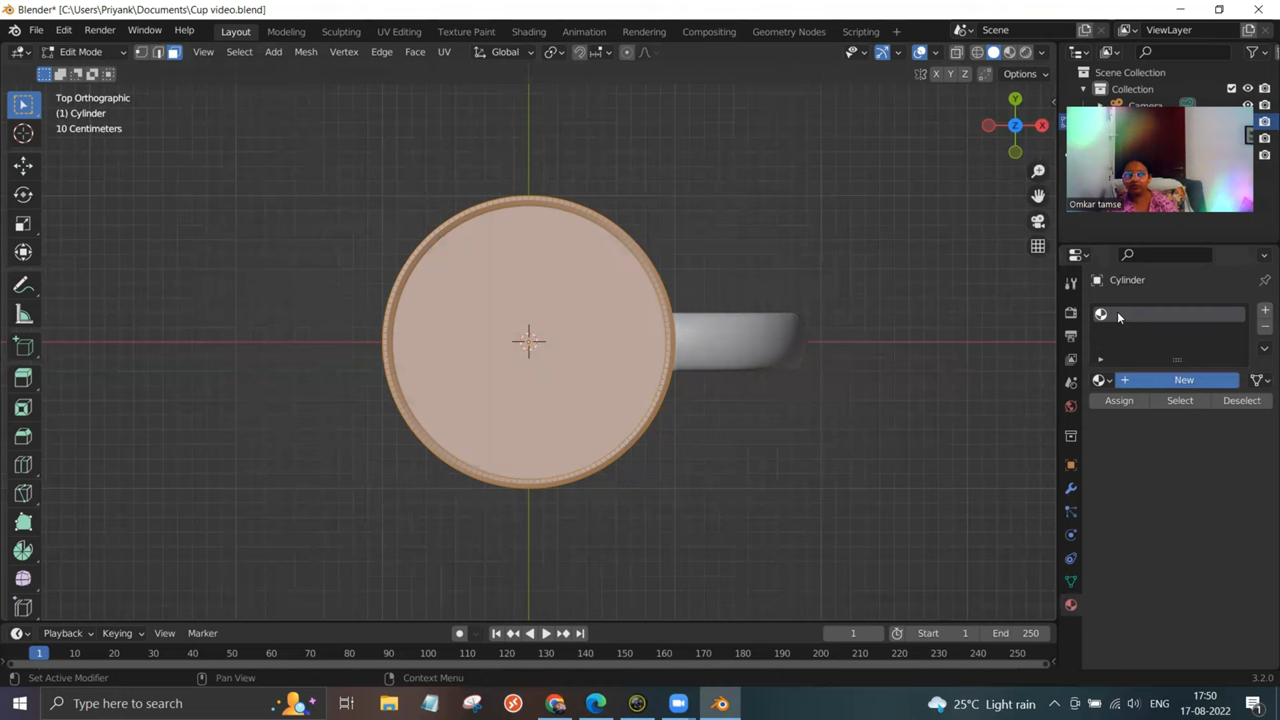 Blender* [C:\Users\Priyank\Documents\Cup video.blend]
File Edit Render Window Help Layout Modeling Sculpting UV Editing Texture Paint Shading Animation Rendering Compositing Geometry Nodes Scripting + Scene ViewLayer
Edit Mode View Select Add Mesh Vertex Edge Face UV Global
X Y Z Options
Scene Collection
Collection
Camera
Top Orthographic
(1) Cylinder
10 Centimeters
Y
Z X
Omkar tamse
Cylinder
+ New
Assign Select Deselect
Playback Keying View Marker 1 Start 1 End 250
1 10 20 30 40 50 60 70 80 90 100 110 120 130 140 150 160 170 180 190 200 210 220 230 240 250
Set Active Modifier Pan View Context Menu 3.2.0
Type here to search 25°C Light rain ENG 17:50
17-08-2022 1